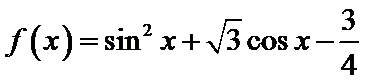 f(x) = sin² x + √3 cos x − 3/4